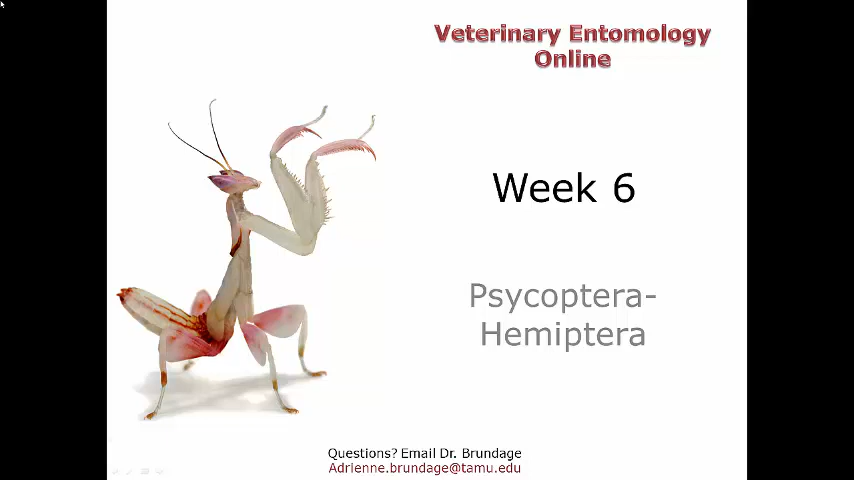 Veterinary Entomology
Online
Week 6
Psycoptera-
Hemiptera
Questions? Email Dr. Brundage
Adrienne.brundage@tamu.edu